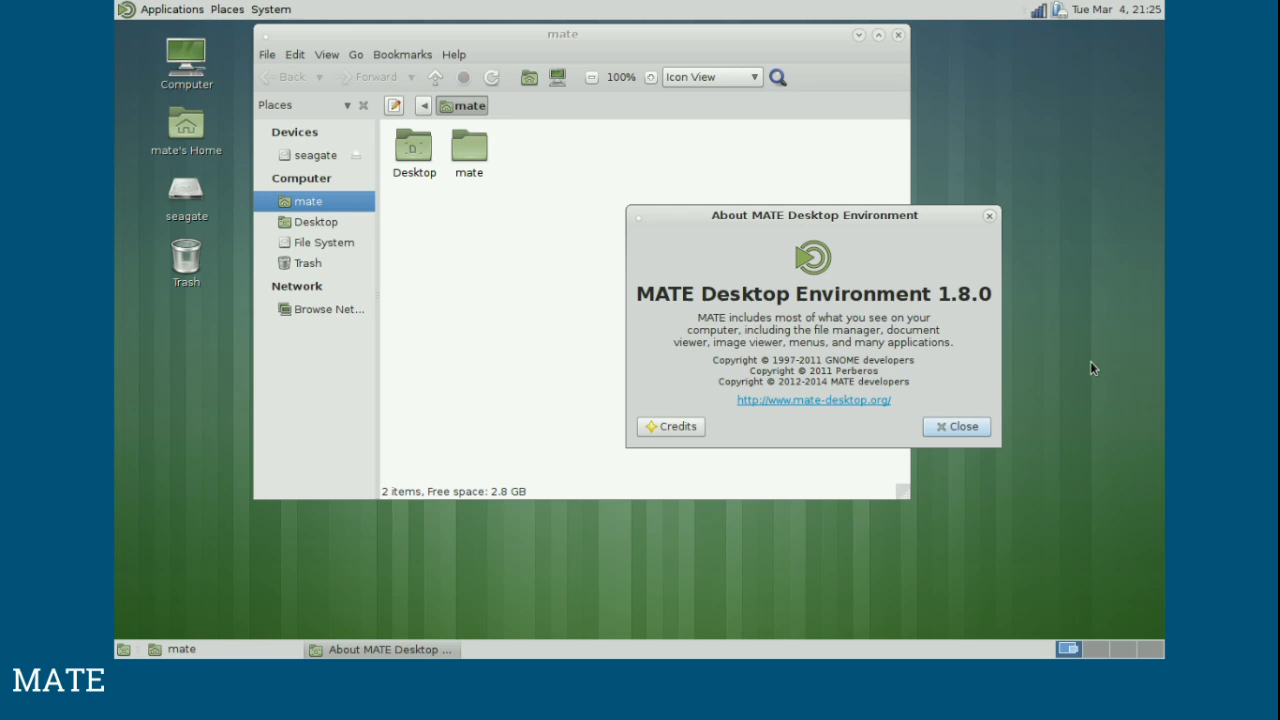 Applications Places System
Tue Mar 4, 21:25
Computer
mate's Home
seagate
Trash
mate
File Edit View Go Bookmarks Help
Back Forward 100% Icon View
Places mate
Devices
seagate
Computer
mate
Desktop
File System
Trash
Network
Browse Net...
Desktop
mate
2 items, Free space: 2.8 GB
About MATE Desktop Environment
MATE Desktop Environment 1.8.0
MATE includes most of what you see on your
computer, including the file manager, document
viewer, image viewer, menus, and many applications.
Copyright © 1997-2011 GNOME developers
Copyright © 2011 Perberos
Copyright © 2012-2014 MATE developers
http://www.mate-desktop.org/
Credits Close
mate
About MATE Desktop ...
MATE